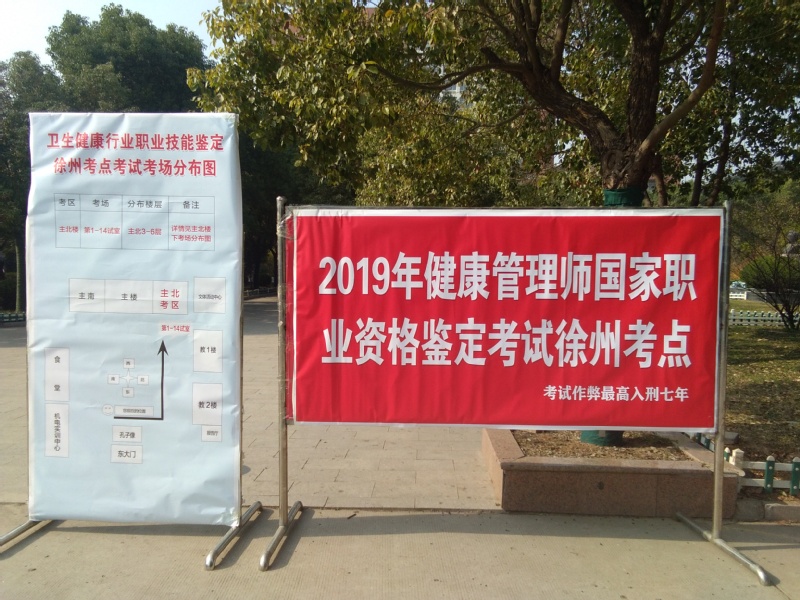 卫生健康行业职业技能鉴定
徐州考点考试考场分布图
考区 考场 分布楼层 备注
主北楼 第1-14试室 主北3-6层 详情见主北楼
下考场分布图
主南 主楼 主北
考区
第1-14试室
教1楼
食堂
教2楼
机电实训中心
孔子像
东大门
2019年健康管理师国家职
业资格鉴定考试徐州考点
考试作弊最高入刑七年